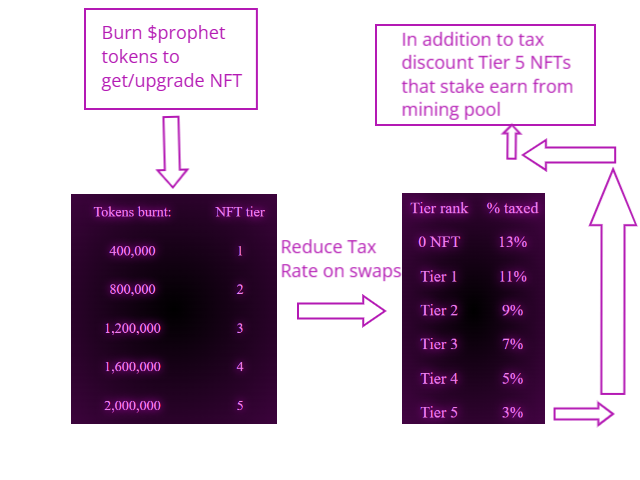 Burn $prophet
tokens to
get/upgrade NFT
In addition to tax
discount Tier 5 NFTs
that stake earn from
mining pool
Tokens burnt: NFT tier
400,000 1
800,000 2
1,200,000 3
1,600,000 4
2,000,000 5
Reduce Tax
Rate on swaps
Tier rank % taxed
0 NFT 13%
Tier 1 11%
Tier 2 9%
Tier 3 7%
Tier 4 5%
Tier 5 3%